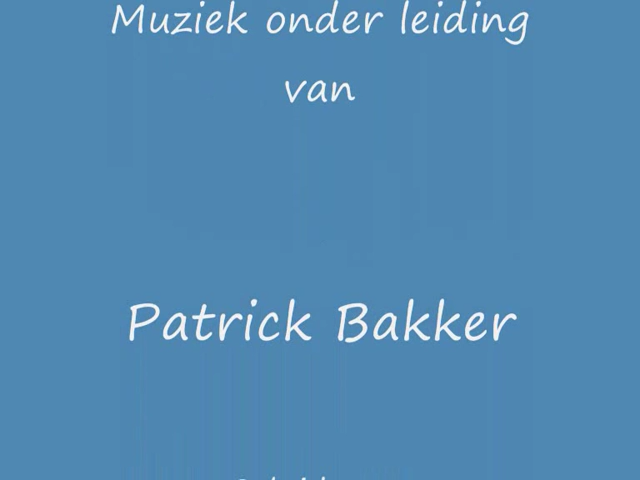 Muziek onder leiding
van
Patrick Bakker